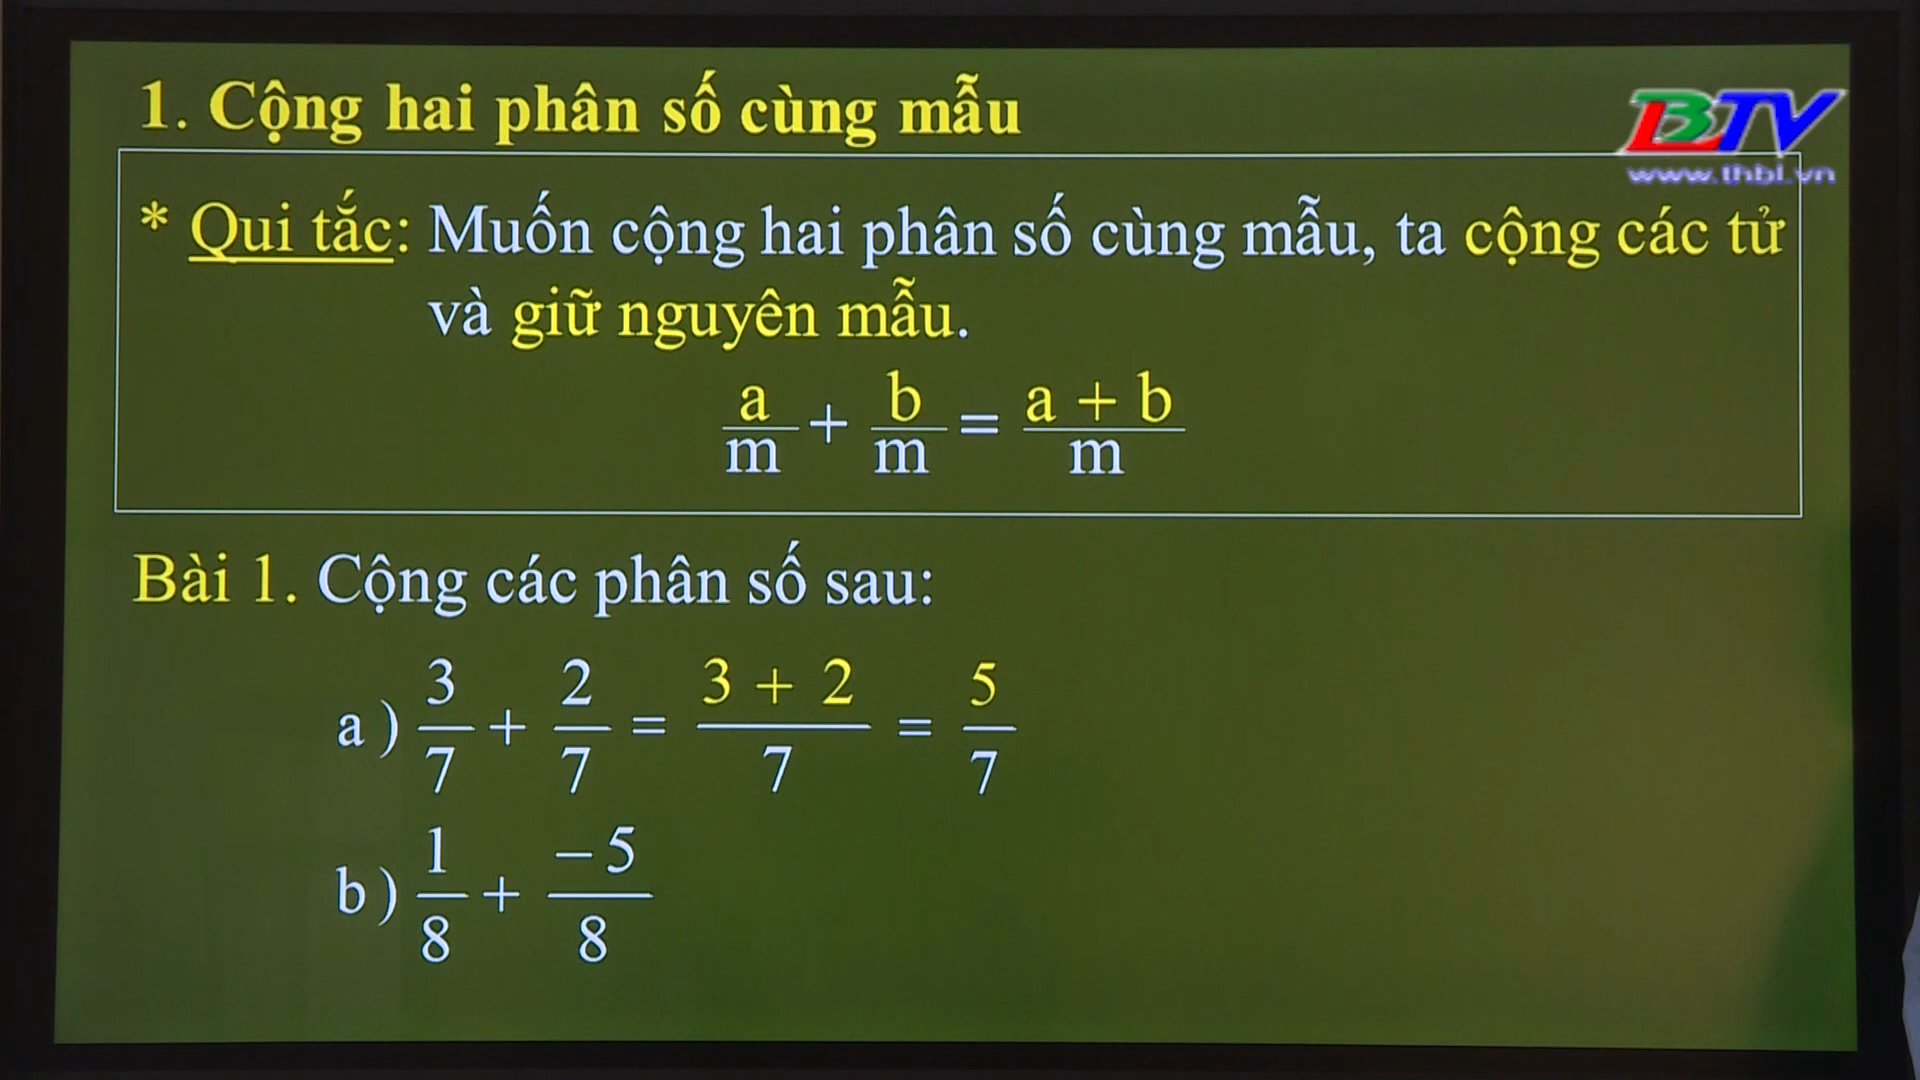 1. Cộng hai phân số cùng mẫu
BTV
www.thbl.vn
* Qui tắc: Muốn cộng hai phân số cùng mẫu, ta cộng các tử
và giữ nguyên mẫu.
a/m + b/m = a + b/m
Bài 1. Cộng các phân số sau:
a) 3/7 + 2/7 = 3 + 2/7 = 5/7
b) 1/8 + -5/8